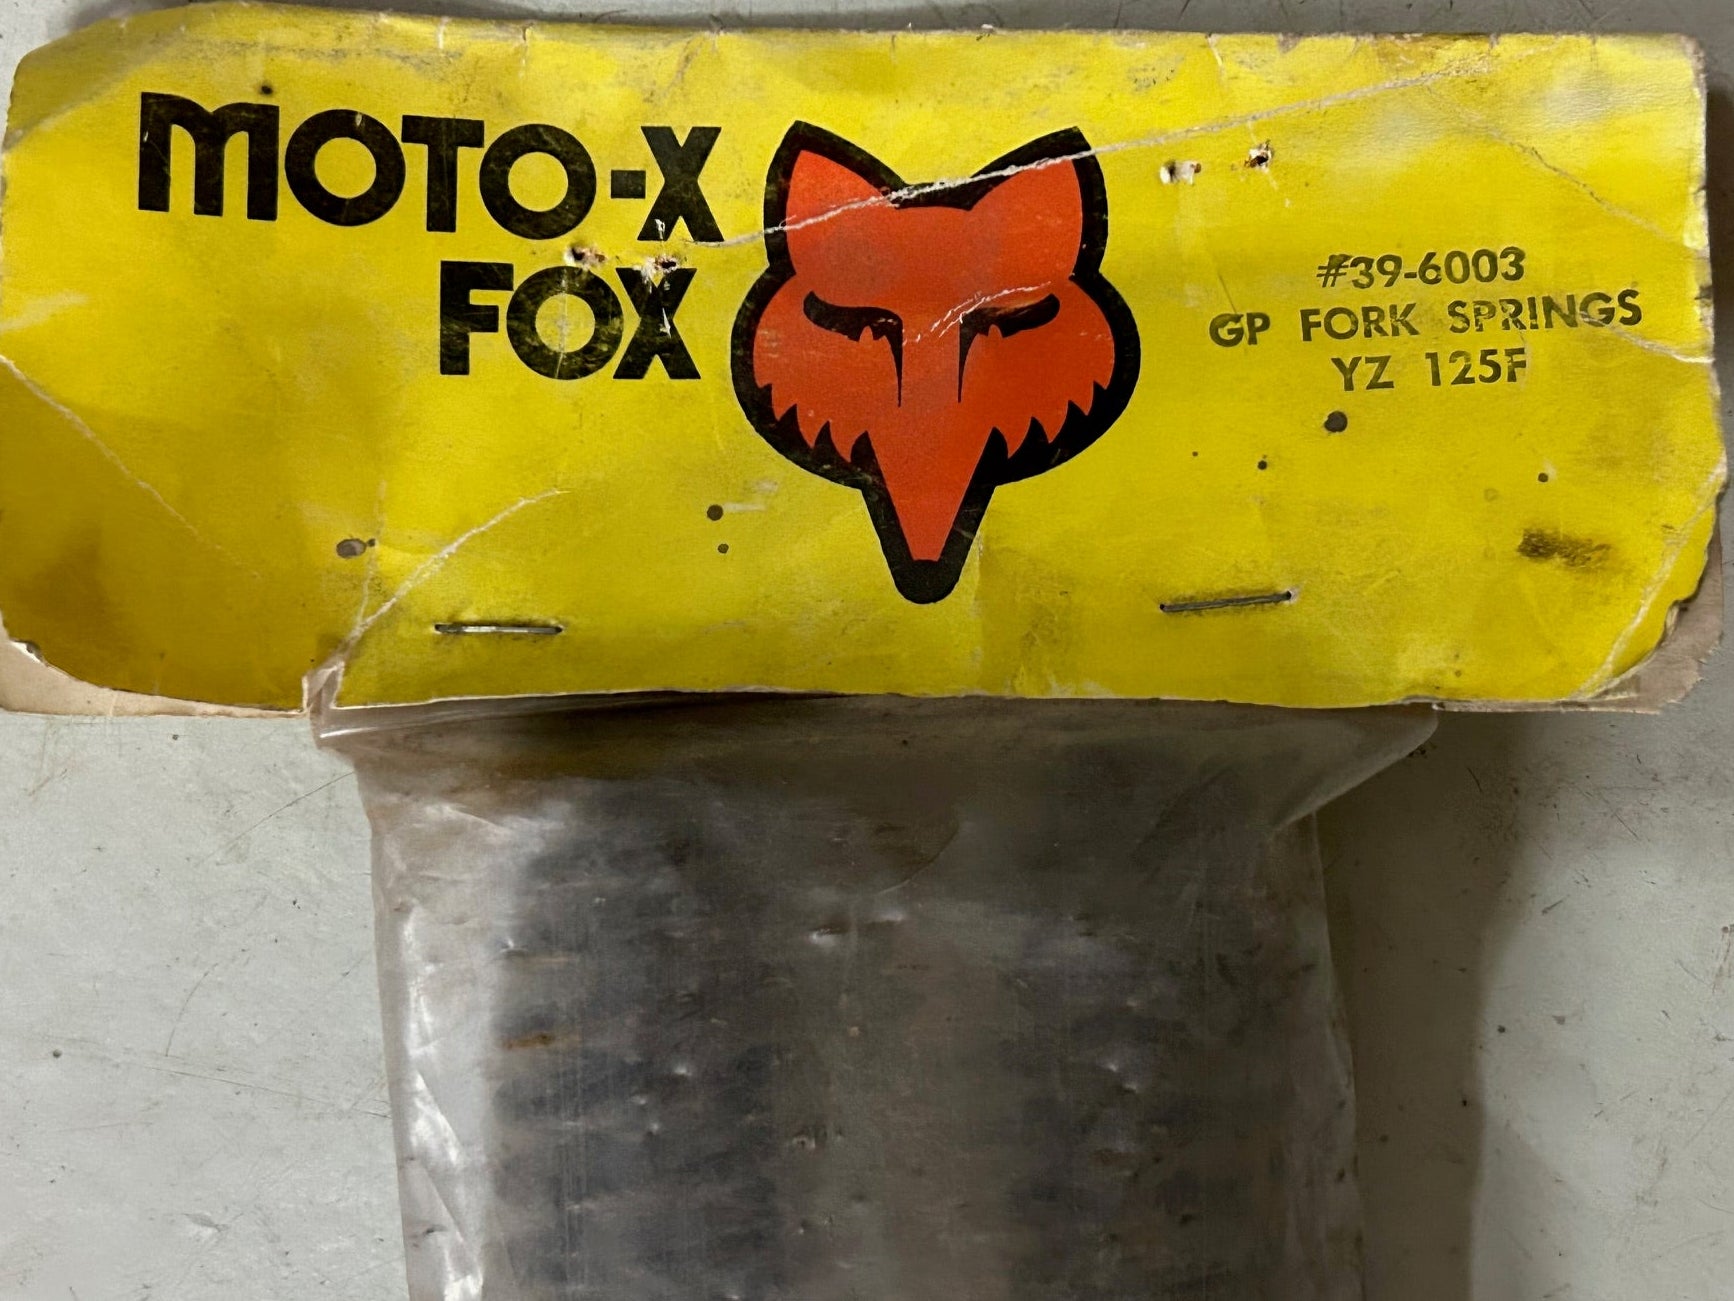 MOTO-X
FOX
#39-6003
GP FORK SPRINGS
YZ 125F